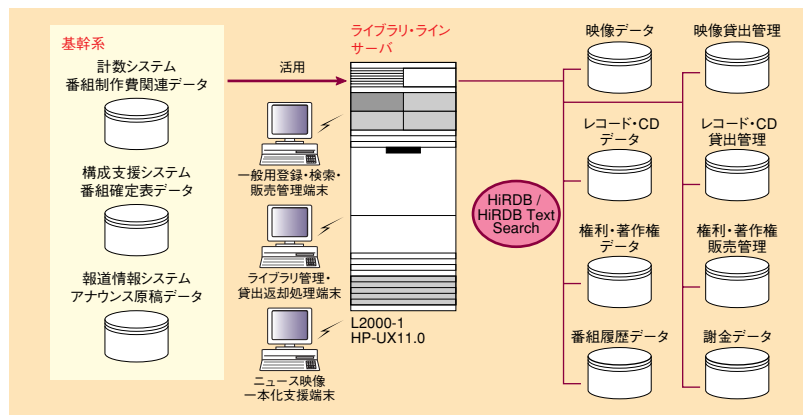 基幹系
計数システム
番組制作費関連データ
構成支援システム
番組確定表データ
報道情報システム
アナウンス原稿データ
活用
一般用登録・検索・
販売管理端末
ライブラリ管理・
貸出返却処理端末
ニュース映像
一本化支援端末
ライブラリ・ライン
サーバ
L2000-1
HP-UX11.0
HiRDB /
HiRDB Text
Search
映像データ
映像貸出管理
レコード・CD
データ
レコード・CD
貸出管理
権利・著作権
データ
権利・著作権
販売管理
番組履歴データ
謝金データ